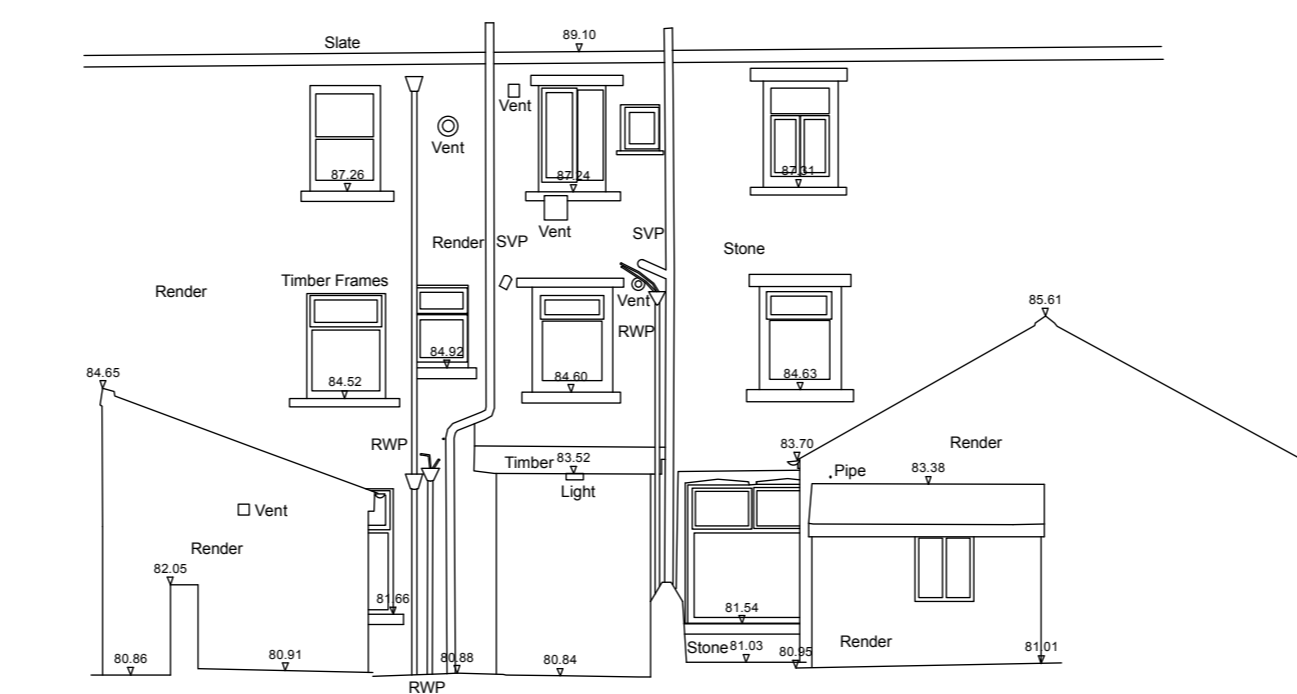 89.10
Slate
Vent
Vent
87.26
87.24
87.31
Vent
SVP
Render
SVP
Stone
Timber Frames
Render
Vent
85.61
RWP
84.92
84.65
84.52
84.60
84.63
RWP
83.70
Render
Timber
83.52
Pipe
83.38
Light
Vent
Render
82.05
81.66
81.54
Stone
81.03
Render
80.95
81.01
80.86
80.91
80.88
80.84
RWP